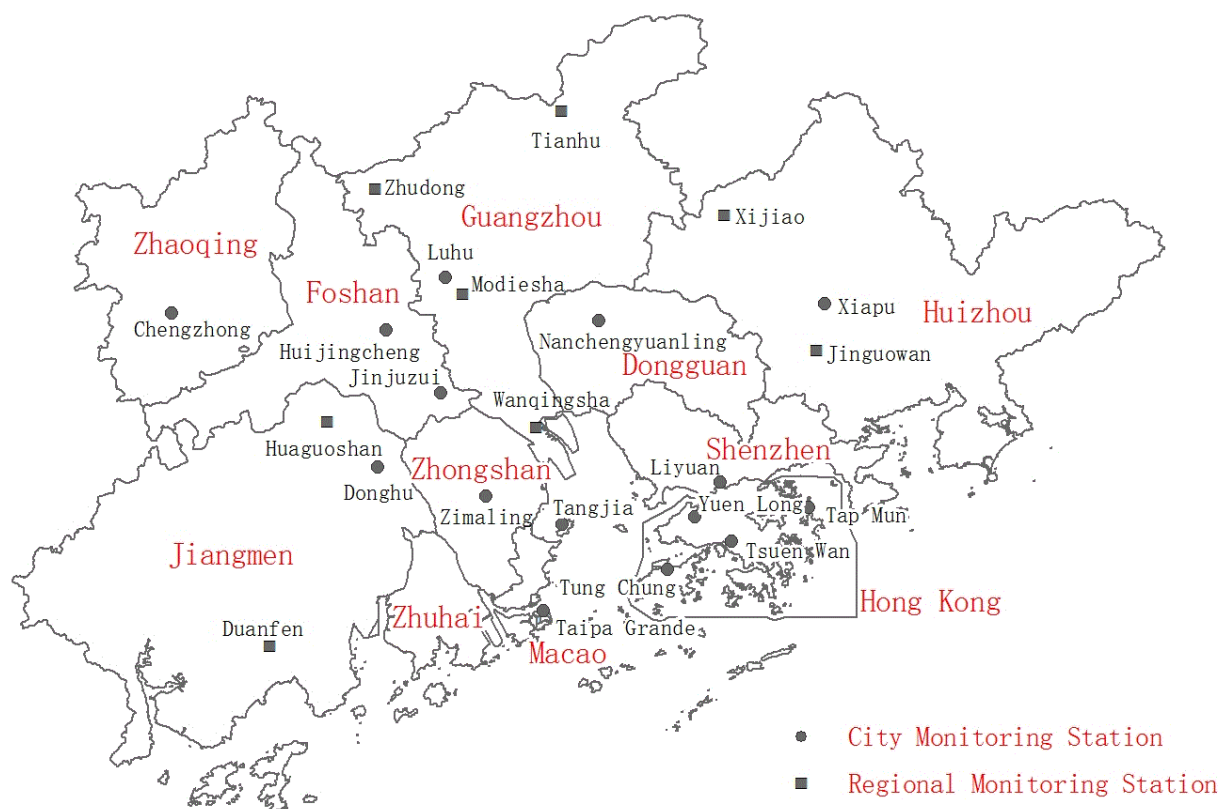 Tianhu
Zhudong
Guangzhou
Xijiao
Zhaoqing
Luhu
Modiesha
Foshan
Xiapu
Huizhou
Chengzhong
Huijingcheng
Nanchengyuanling
Dongguan
Jinguowan
Jinjuzui
Wanqingsha
Huaguoshan
Shenzhen
Donghu
Zhongshan
Liyuan
Zimaling
Tangjia
Yuen Long
Tap Mun
Jiangmen
Tsuen Wan
Tung Chung
Hong Kong
Zhuhai
Duanfen
Taipa Grande
Macao
City Monitoring Station
Regional Monitoring Station